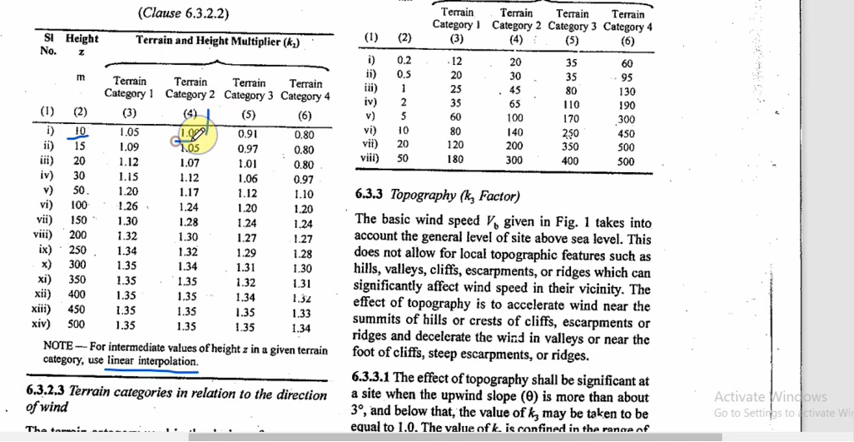 (Clause 6.3.2.2)
Sl Height Terrain and Height Multiplier (k₂)
No. z
m Terrain Terrain Terrain Terrain
Category 1 Category 2 Category 3 Category 4
(1) (2) (3) (4) (5) (6)
i) 10 1.05 1.00 0.91 0.80
ii) 15 1.09 1.05 0.97 0.80
iii) 20 1.12 1.07 1.01 0.80
iv) 30 1.15 1.12 1.06 0.97
v) 50 1.20 1.17 1.12 1.10
vi) 100 1.26 1.24 1.20 1.20
vii) 150 1.30 1.28 1.24 1.24
viii) 200 1.32 1.30 1.27 1.27
ix) 250 1.34 1.32 1.29 1.28
x) 300 1.35 1.34 1.31 1.30
xi) 350 1.35 1.35 1.32 1.31
xii) 400 1.35 1.35 1.34 1.32
xiii) 450 1.35 1.35 1.35 1.33
xiv) 500 1.35 1.35 1.35 1.34
NOTE — For intermediate values of height z in a given terrain
category, use linear interpolation.
6.3.2.3 Terrain categories in relation to the direction
of wind
Terrain Terrain Terrain Terrain
Category 1 Category 2 Category 3 Category 4
(1) (2) (3) (4) (5) (6)
i) 0.2 12 20 35 60
ii) 0.5 20 30 35 95
iii) 1 25 45 80 130
iv) 2 35 65 110 190
v) 5 60 100 170 300
vi) 10 80 140 250 450
vii) 20 120 200 350 500
viii) 50 180 300 400 500
6.3.3 Topography (k₃ Factor)
The basic wind speed V_b given in Fig. 1 takes into
account the general level of site above sea level. This
does not allow for local topographic features such as
hills, valleys, cliffs, escarpments, or ridges which can
significantly affect wind speed in their vicinity. The
effect of topography is to accelerate wind near the
summits of hills or crests of cliffs, escarpments or
ridges and decelerate the wind in valleys or near the
foot of cliffs, steep escarpments, or ridges.
6.3.3.1 The effect of topography shall be significant at
a site when the upwind slope (θ) is more than about
3°, and below that, the value of k₃ may be taken to be
equal to 1.0. The value of k is confined in the range of
Activate Windows
Go to Settings to activate Wi